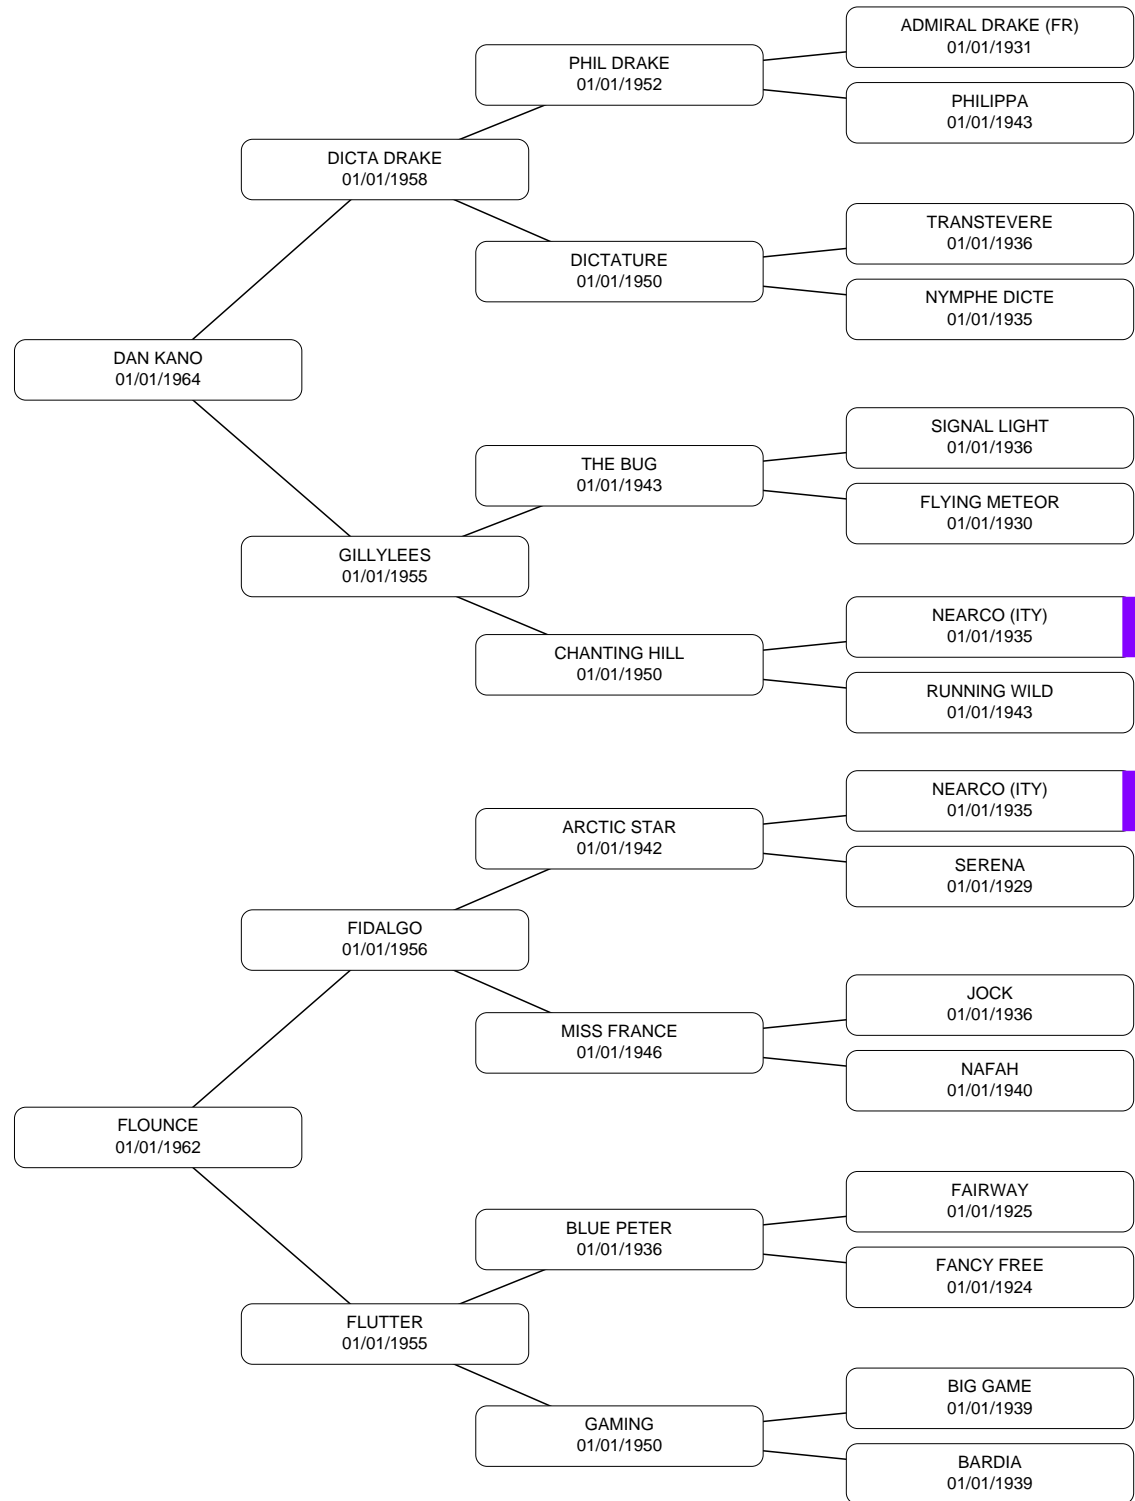 ADMIRAL DRAKE (FR)
01/01/1931
PHIL DRAKE
01/01/1952
PHILIPPA
01/01/1943
DICTA DRAKE
01/01/1958
TRANSTEVERE
01/01/1936
DICTATURE
01/01/1950
NYMPHE DICTE
01/01/1935
DAN KANO
01/01/1964
SIGNAL LIGHT
01/01/1936
THE BUG
01/01/1943
FLYING METEOR
01/01/1930
GILLYLEES
01/01/1955
NEARCO (ITY)
01/01/1935
CHANTING HILL
01/01/1950
RUNNING WILD
01/01/1943
NEARCO (ITY)
01/01/1935
ARCTIC STAR
01/01/1942
SERENA
01/01/1929
FIDALGO
01/01/1956
JOCK
01/01/1936
MISS FRANCE
01/01/1946
NAFAH
01/01/1940
FLOUNCE
01/01/1962
FAIRWAY
01/01/1925
BLUE PETER
01/01/1936
FANCY FREE
01/01/1924
FLUTTER
01/01/1955
BIG GAME
01/01/1939
GAMING
01/01/1950
BARDIA
01/01/1939